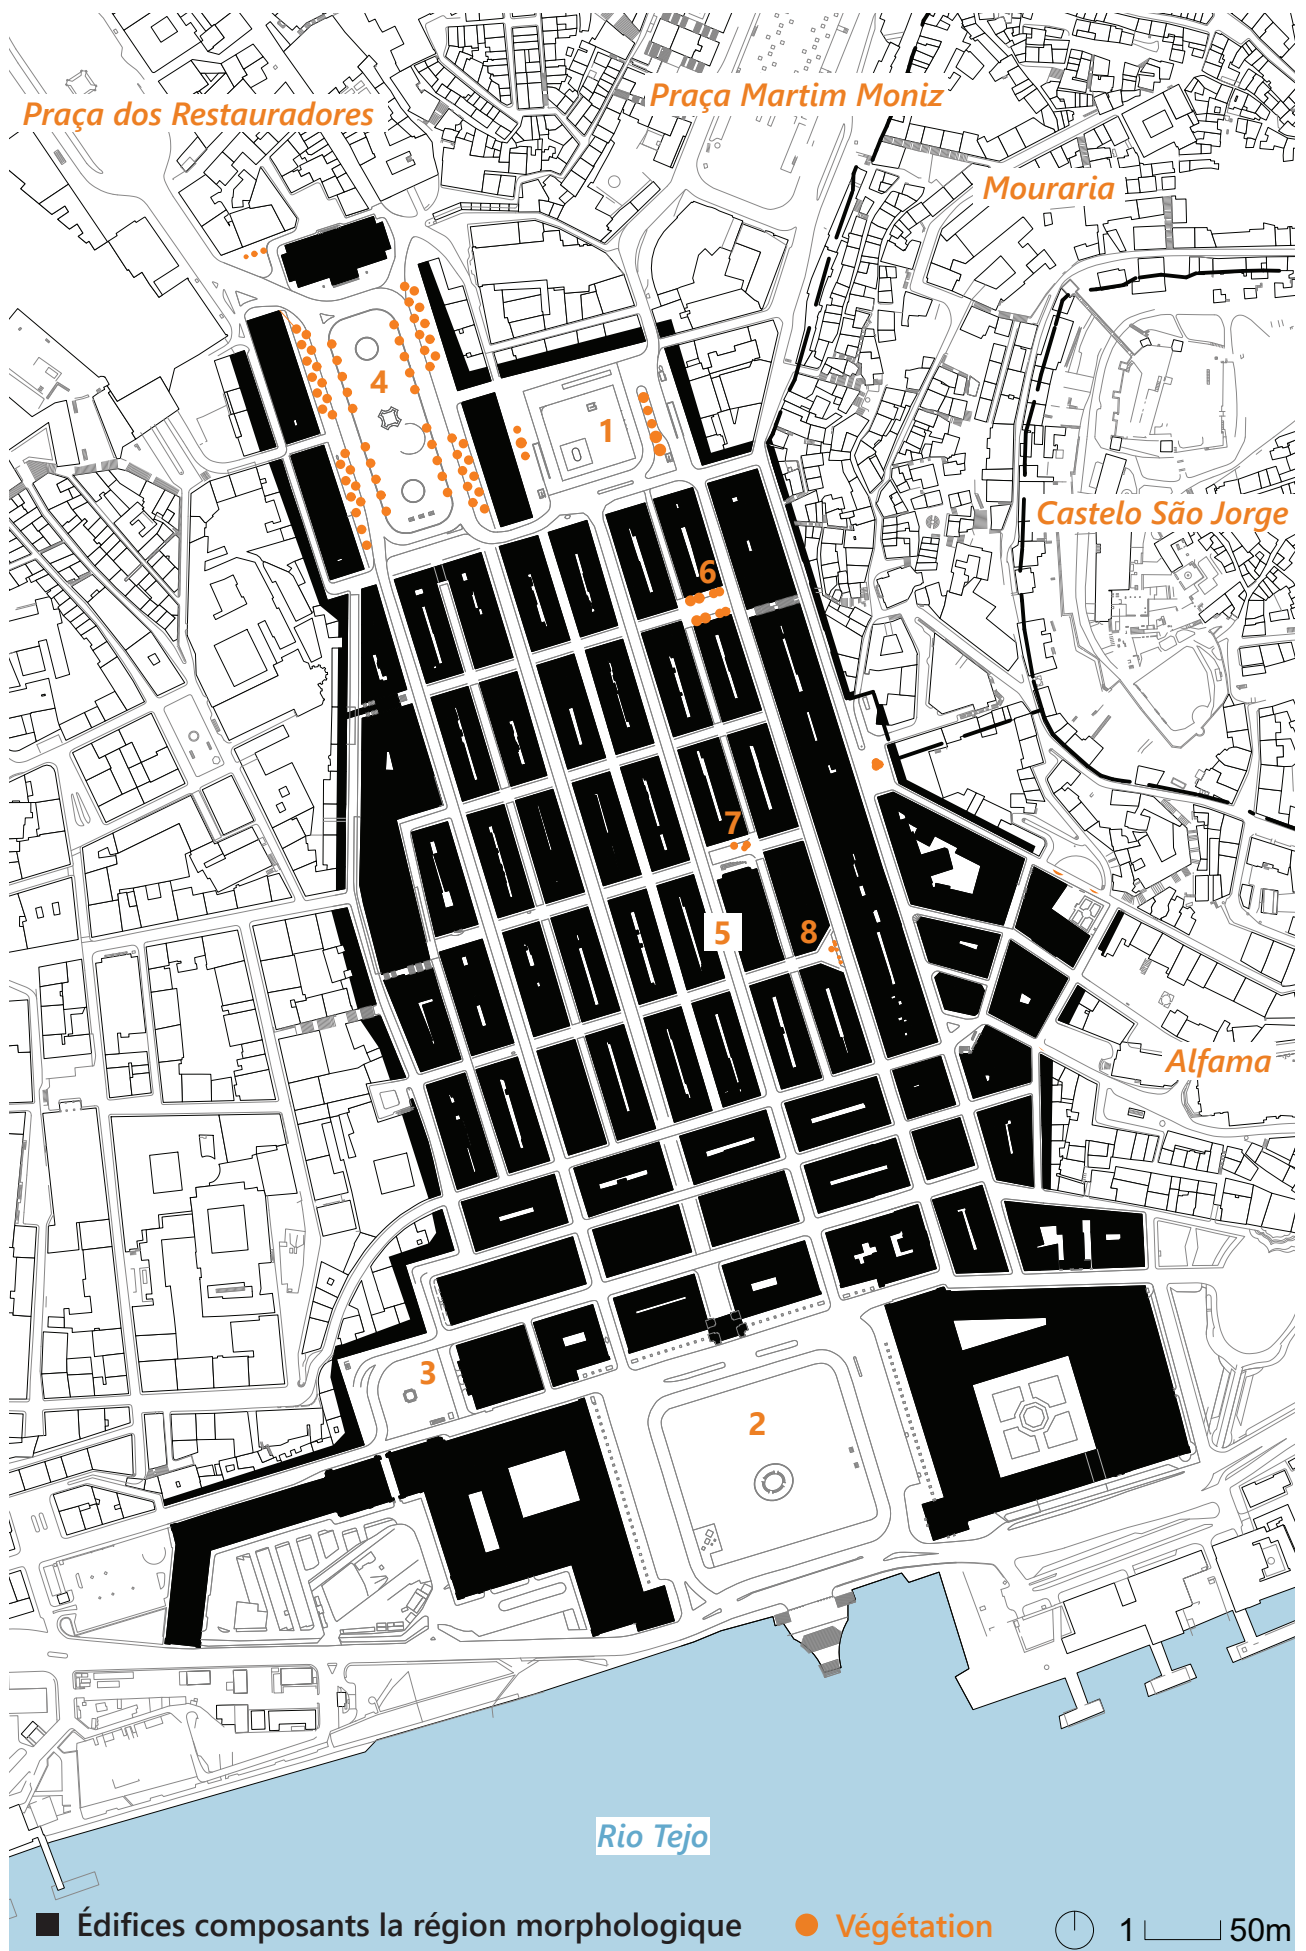 Praça dos Restauradores
Praça Martim Moniz
Mouraria
4
1
Castelo São Jorge
6
7
5
8
Alfama
3
2
Rio Tejo
Édifices composants la région morphologique
Végétation
1 50m